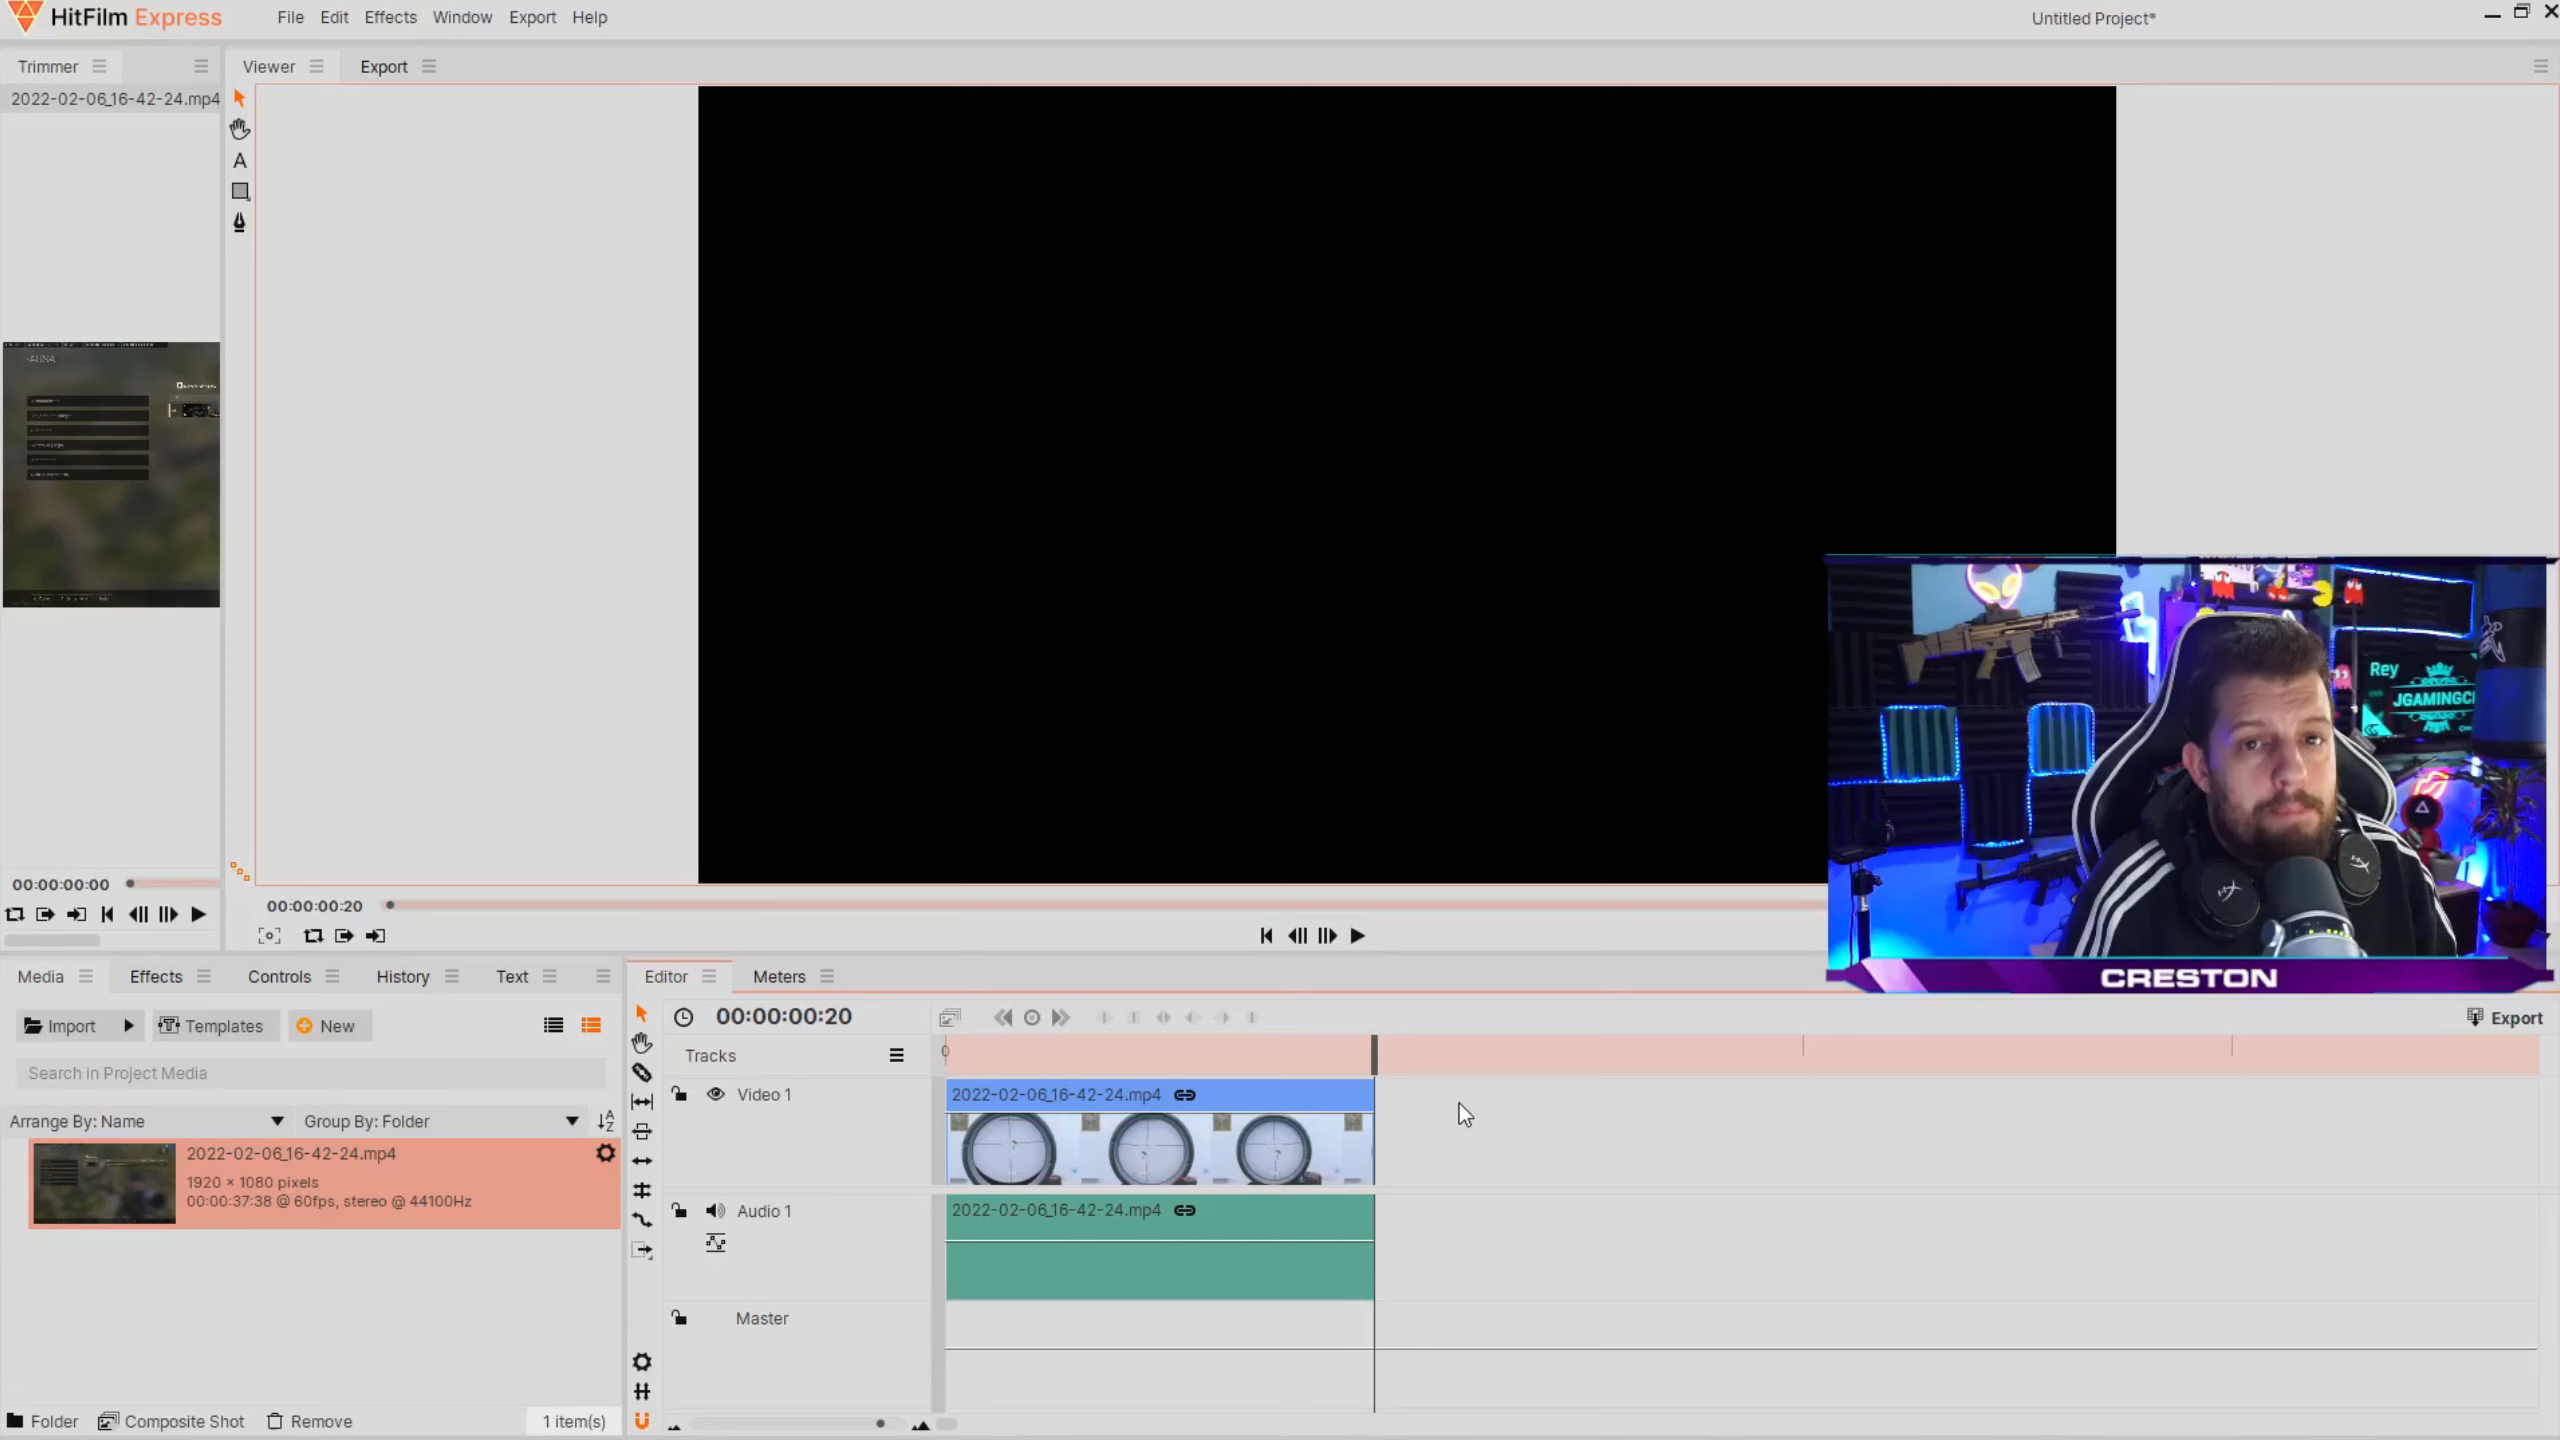 HitFilm Express File Edit Effects Window Export Help Untitled Project*
Trimmer Viewer Export
2022-02-06_16-42-24.mp4
A
Rey
JGAMINGCR
CRESTON
00:00:00:00
00:00:00:20
Media Effects Controls History Text
Import Templates New
Search in Project Media
Arrange By: Name Group By: Folder
2022-02-06_16-42-24.mp4
1920 × 1080 pixels
00:00:37:38 @ 60fps, stereo @ 44100Hz
Folder Composite Shot Remove 1 item(s)
Editor Meters
00:00:00:20 Export
Tracks 0
Video 1 2022-02-06_16-42-24.mp4
Audio 1 2022-02-06_16-42-24.mp4
Master